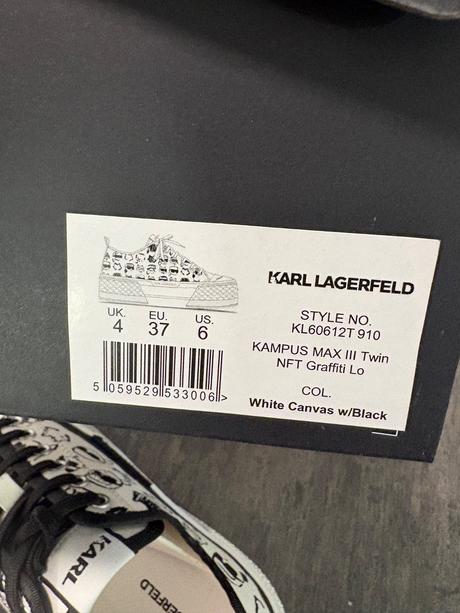 KARL LAGERFELD
STYLE NO.
KL60612T 910
KAMPUS MAX III Twin
NFT Graffiti Lo
COL.
White Canvas w/Black
UK. EU. US.
4 37 6
5 059529 533006 >
KARL